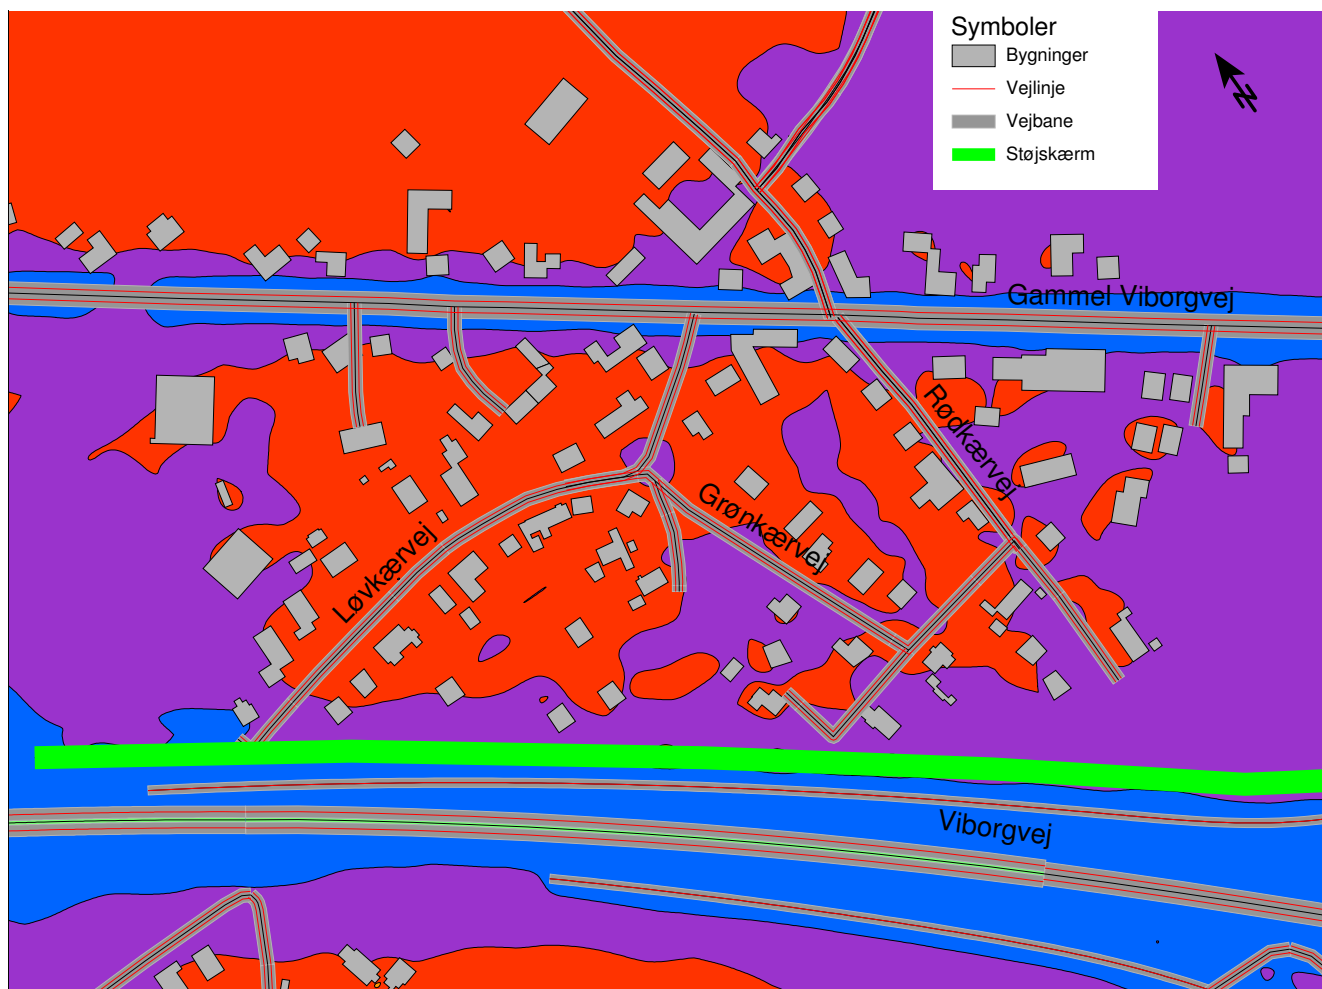 Symboler
Bygninger
Vejlinje
Vejbane
Støjskærm
N
Gammel Viborgvej
Rødkærvej
Grønkærvej
Løvkærvej
Viborgvej